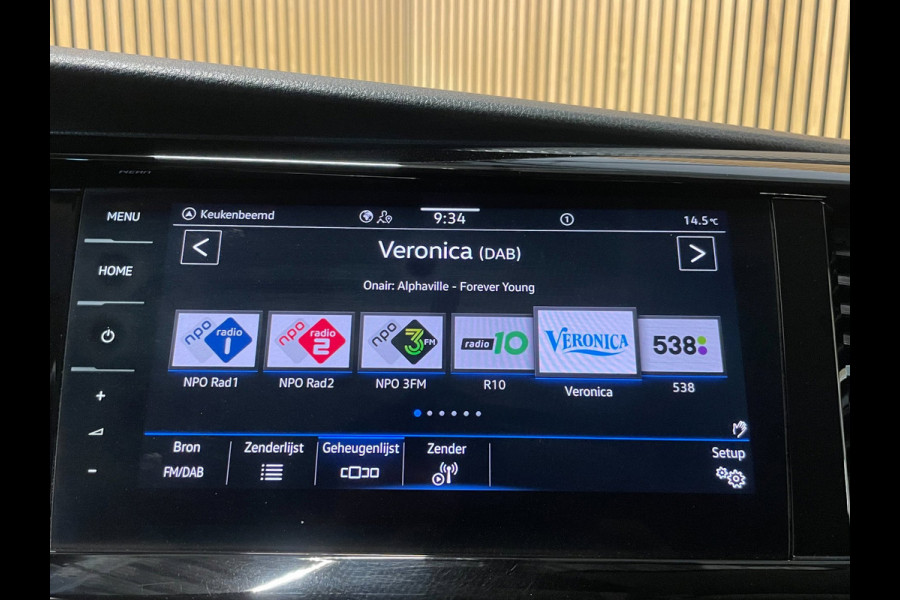 MENU
HOME
Keukenbeemd
9:34
1
14.5°C
<
Veronica (DAB)
>
Onair: Alphaville - Forever Young
npo radio 1
npo radio 2
npo 3FM
radio 10
VERONICA
538
NPO Rad1
NPO Rad2
NPO 3FM
R10
Veronica
538
+
-
Bron
FM/DAB
Zenderlijst
Geheugenlijst
Zender
Setup